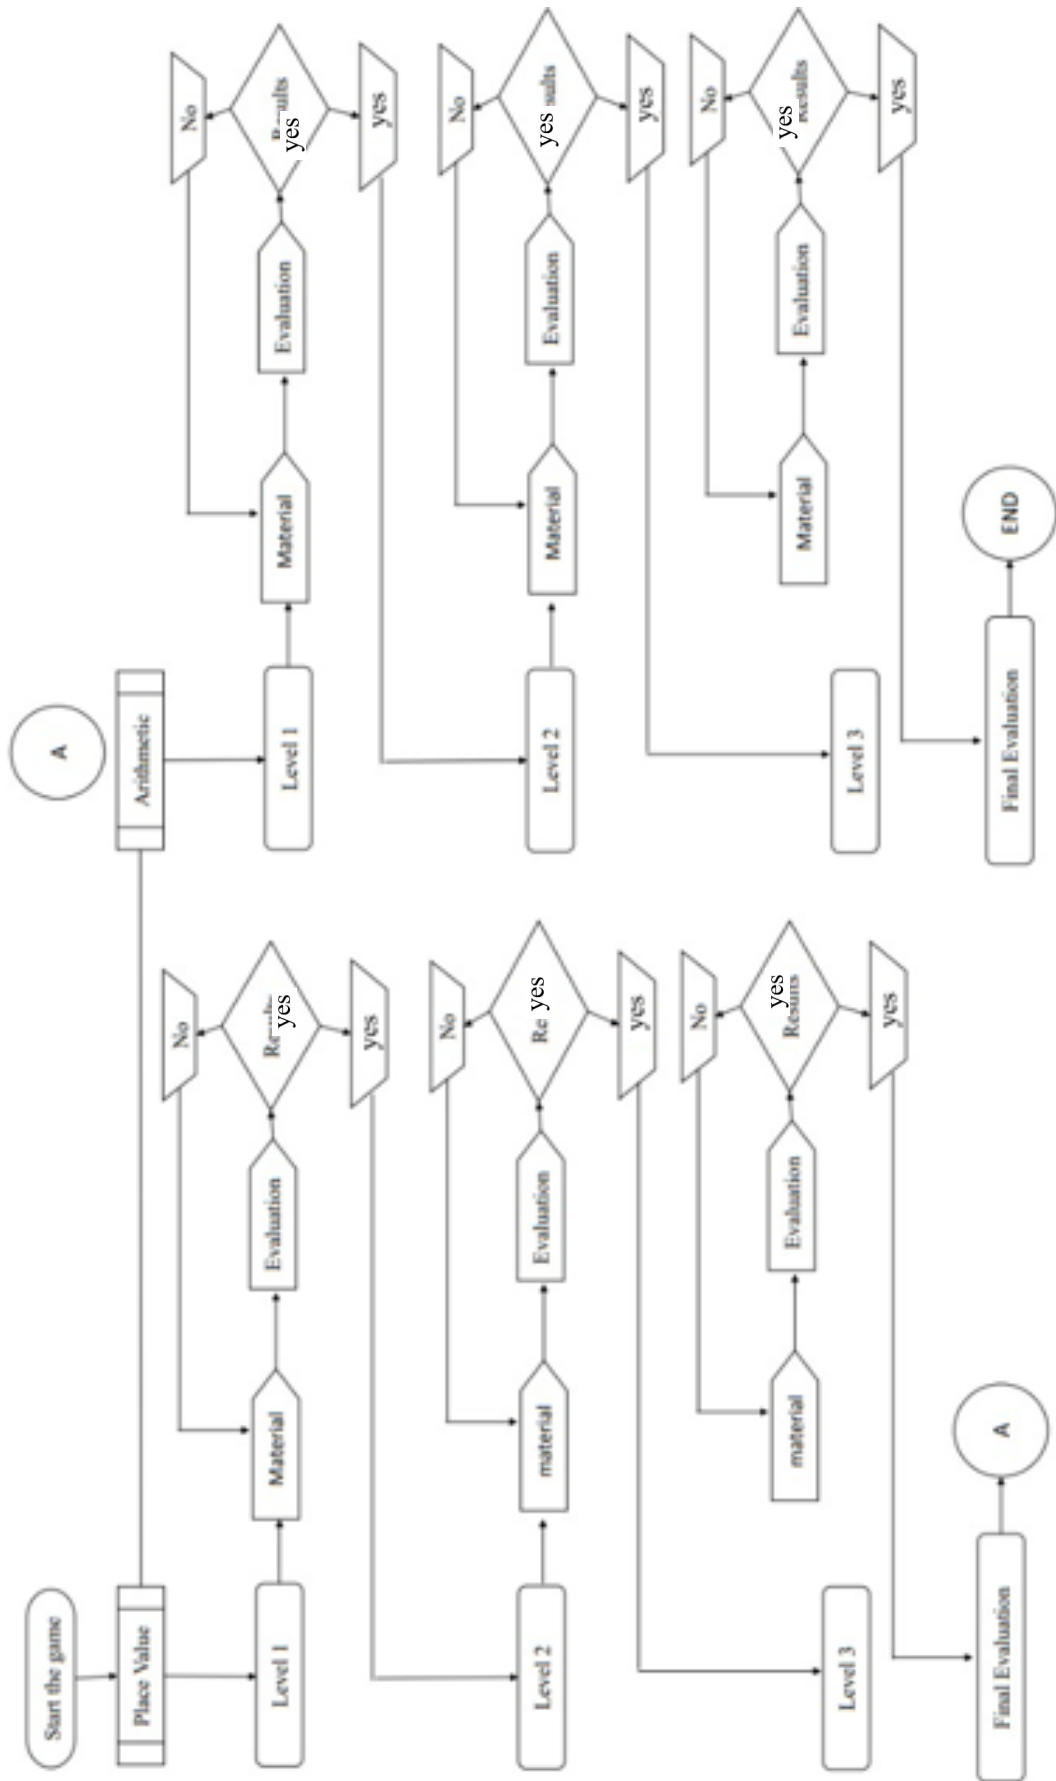 Start the game
Place Value
Level 1
Material
Evaluation
yes
No
yes
Level 2
material
Evaluation
yes
No
yes
Level 3
material
Evaluation
yes
Results
No
yes
Final Evaluation
A
A
Arithmetic
Level 1
Material
Evaluation
yes
No
yes
Level 2
Material
Evaluation
yes
No
yes
Level 3
Material
Evaluation
yes
No
yes
Final Evaluation
END